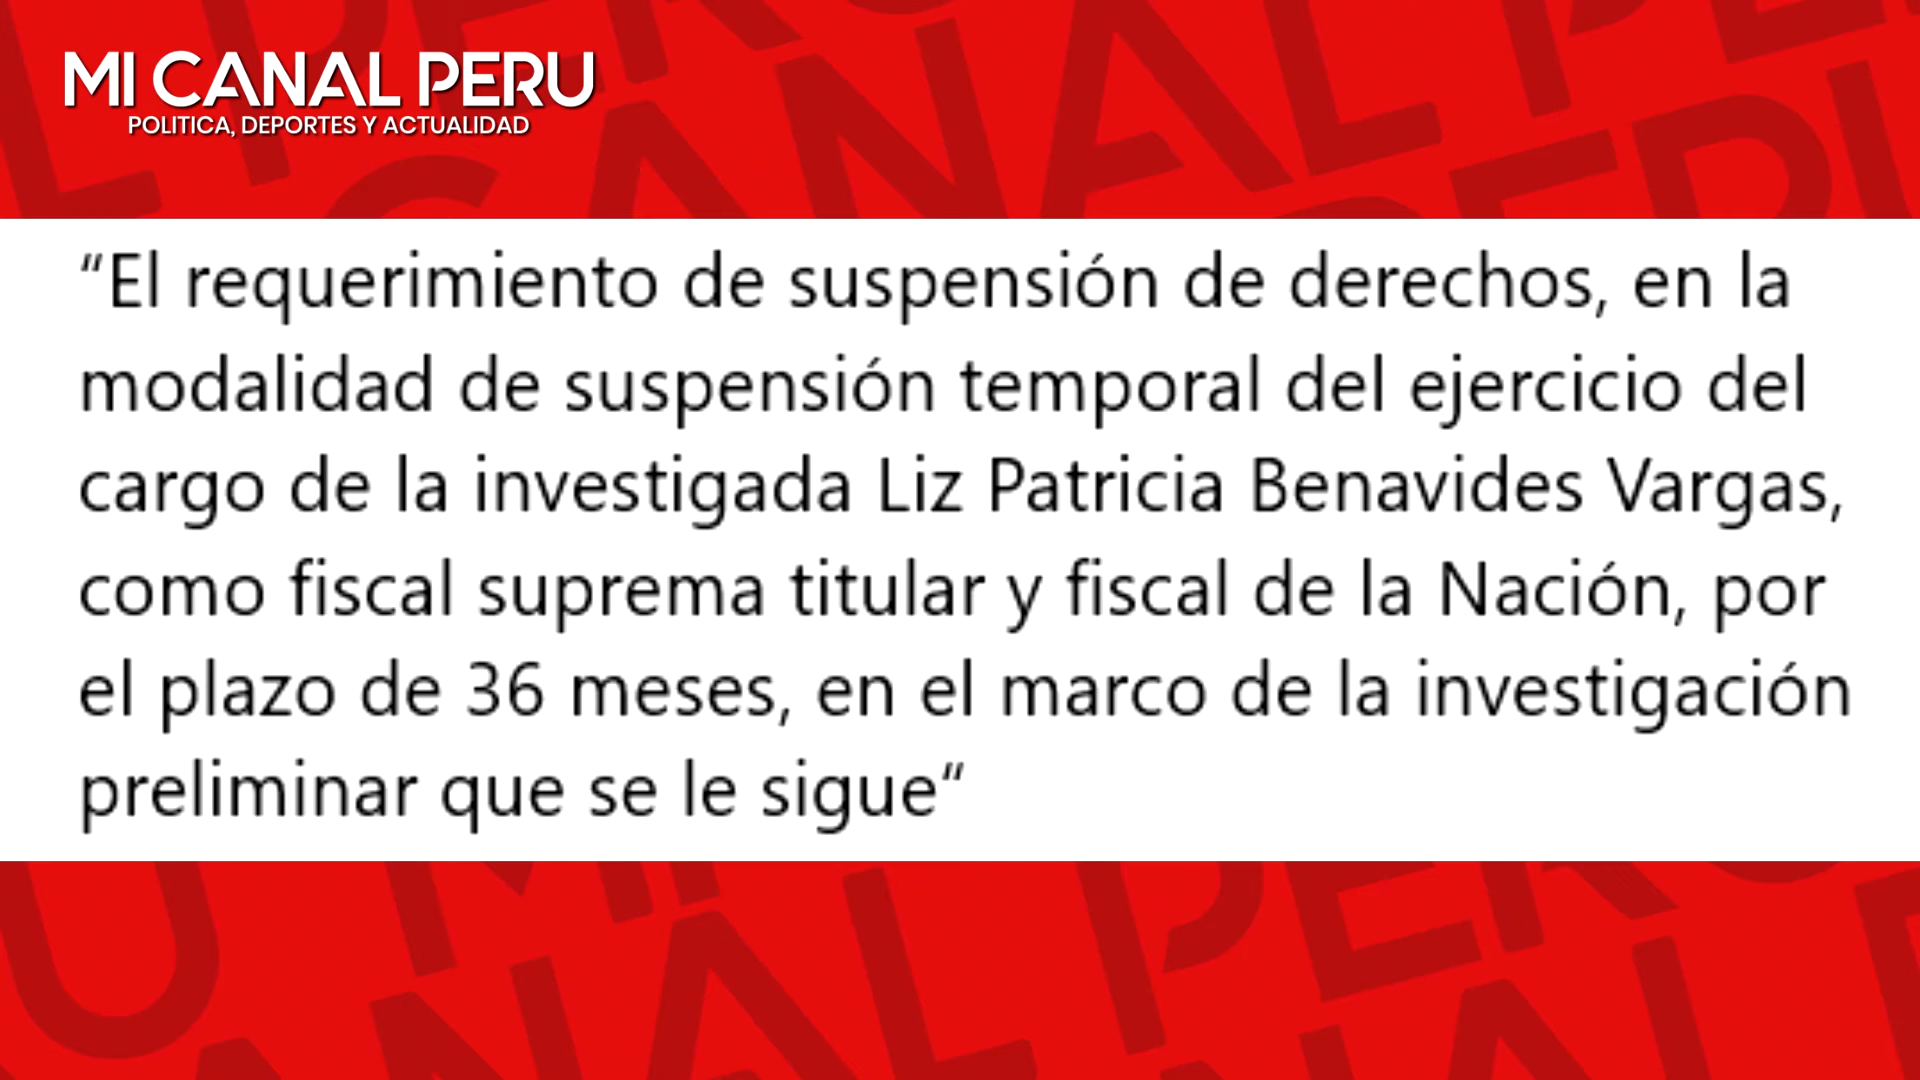 MI CANAL PERU
POLITICA, DEPORTES Y ACTUALIDAD
“El requerimiento de suspensión de derechos, en la
modalidad de suspensión temporal del ejercicio del
cargo de la investigada Liz Patricia Benavides Vargas,
como fiscal suprema titular y fiscal de la Nación, por
el plazo de 36 meses, en el marco de la investigación
preliminar que se le sigue“